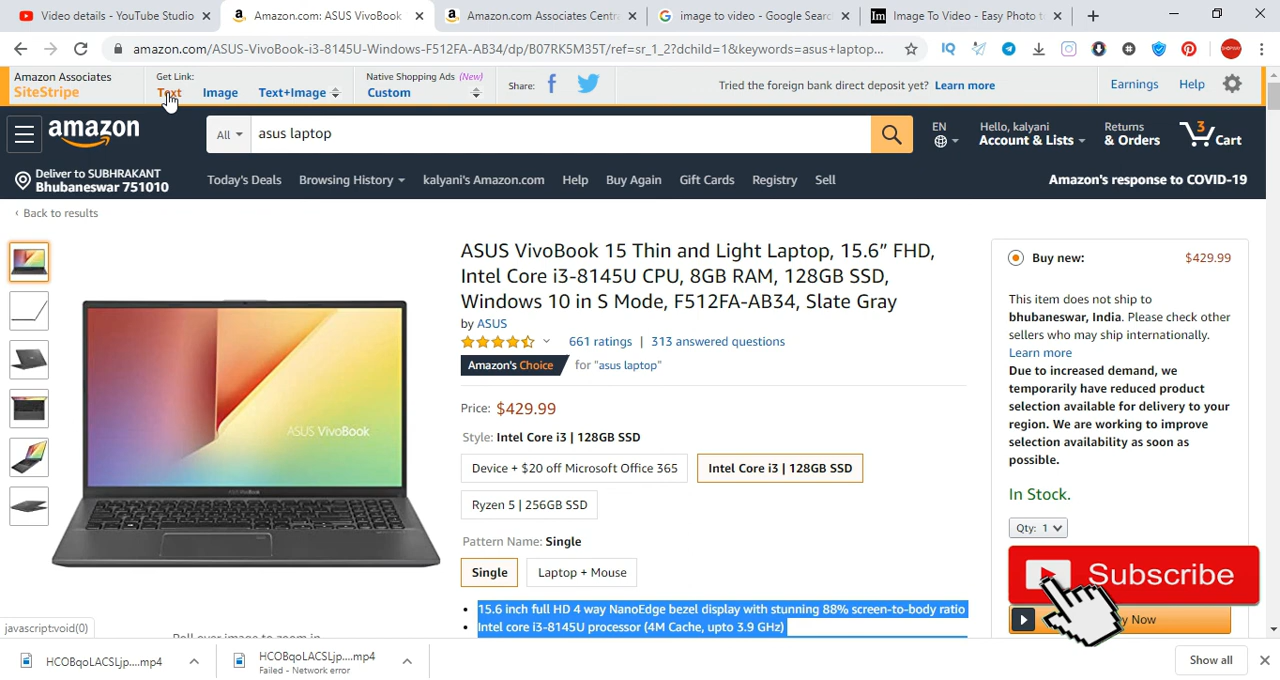 Video details - YouTube Studio
Amazon.com: ASUS VivoBook
Amazon.com Associates Centr
image to video - Google Searc
Im
Image To Video - Easy Photo t
amazon.com/ASUS-VivoBook-i3-8145U-Windows-F512FA-AB34/dp/B07RK5M35T/ref=sr_1_2?dchild=1&keywords=asus+laptop...
Amazon Associates
SiteStripe
Get Link:
Text
Image
Text+Image
Native Shopping Ads (New)
Custom
Share:
Tried the foreign bank direct deposit yet? Learn more
Earnings
Help
amazon
All
asus laptop
EN
Hello, kalyani
Account & Lists
Returns
& Orders
3
Cart
Deliver to SUBHRAKANT
Bhubaneswar 751010
Today's Deals
Browsing History
kalyani's Amazon.com
Help
Buy Again
Gift Cards
Registry
Sell
Amazon's response to COVID-19
‹ Back to results
ASUS VivoBook 15 Thin and Light Laptop, 15.6” FHD,
Intel Core i3-8145U CPU, 8GB RAM, 128GB SSD,
Windows 10 in S Mode, F512FA-AB34, Slate Gray
by ASUS
661 ratings | 313 answered questions
Amazon's Choice for "asus laptop"
Price: $429.99
Style: Intel Core i3 | 128GB SSD
Device + $20 off Microsoft Office 365
Intel Core i3 | 128GB SSD
Ryzen 5 | 256GB SSD
Pattern Name: Single
Single
Laptop + Mouse
15.6 inch full HD 4 way NanoEdge bezel display with stunning 88% screen-to-body ratio
Intel core i3-8145U processor (4M Cache, upto 3.9 GHz)
ASUS VivoBook
Roll over image to zoom in
Buy new:
$429.99
This item does not ship to
bhubaneswar, India. Please check other
sellers who may ship internationally.
Learn more
Due to increased demand, we
temporarily have reduced product
selection available for delivery to your
region. We are working to improve
selection availability as soon as
possible.
In Stock.
Qty: 1
Subscribe
Now
javascript:void(0)
HCOBqoLACSLjp....mp4
HCOBqoLACSLjp....mp4
Failed - Network error
Show all